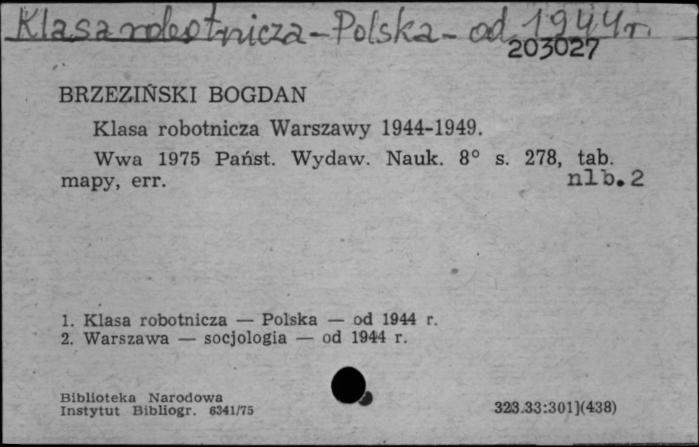 Klasa robotnicza - Polska - od 1944 r.
203027
BRZEZIŃSKI BOGDAN
Klasa robotnicza Warszawy 1944-1949.
Wwa 1975 Państ. Wydaw. Nauk. 8° s. 278, tab.
mapy, err. nlb. 2
1. Klasa robotnicza — Polska — od 1944 r.
2. Warszawa — socjologia — od 1944 r.
Biblioteka Narodowa
Instytut Bibliogr. 6341/75 323.33:301](438)